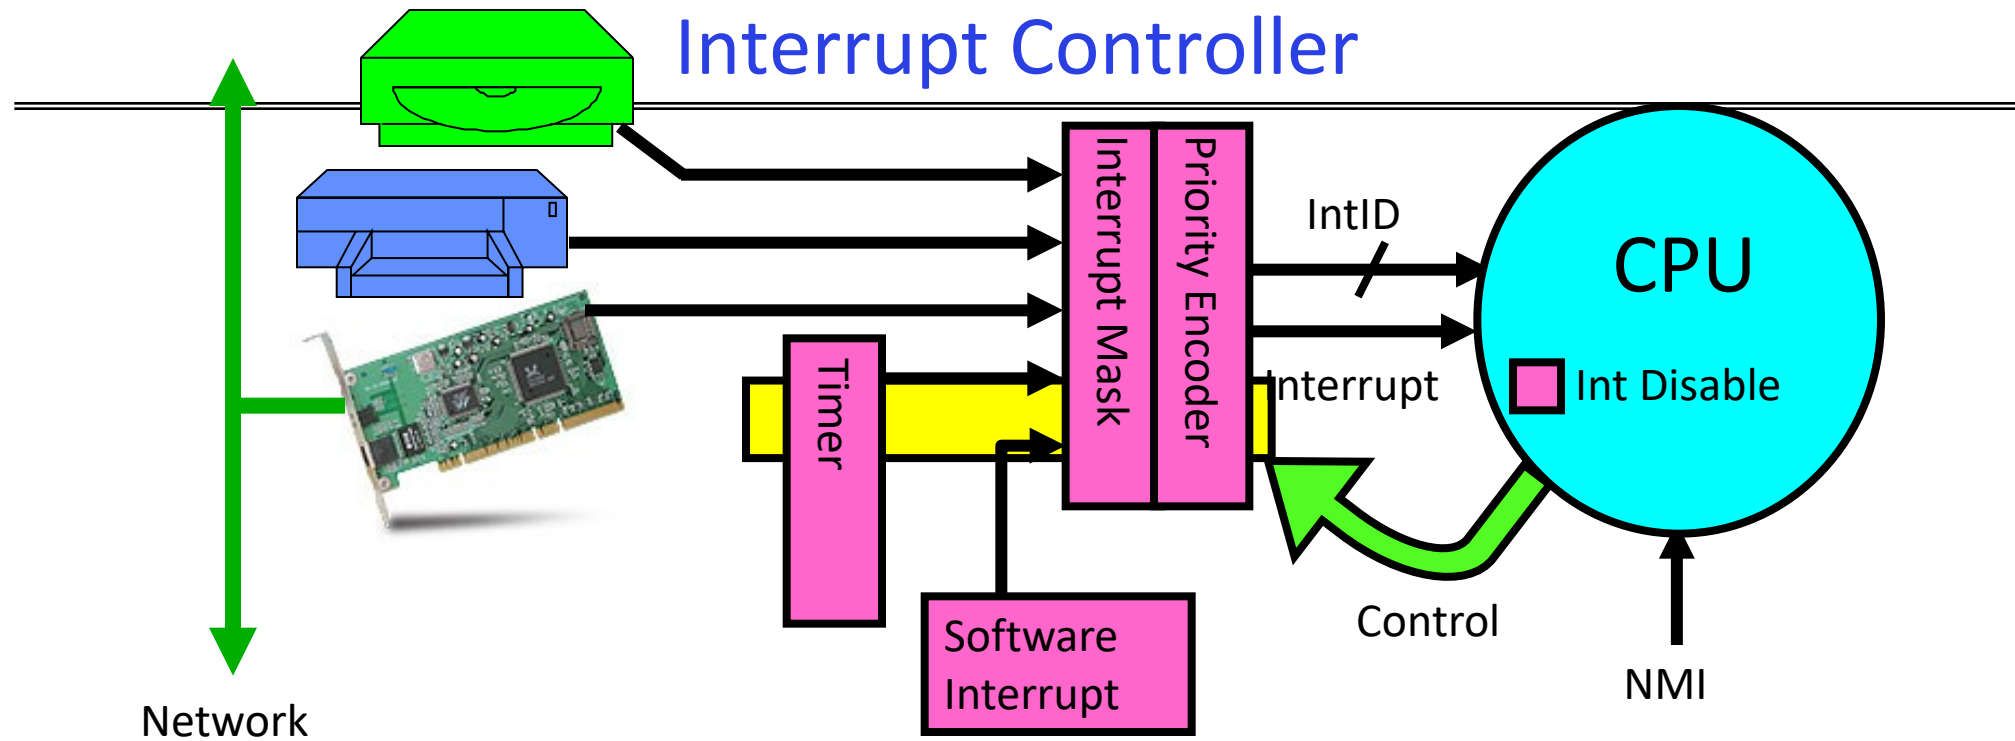 Interrupt Controller
Interrupt Mask
Priority Encoder
IntID
CPU
Interrupt
Int Disable
Timer
Control
Software
Interrupt
NMI
Network